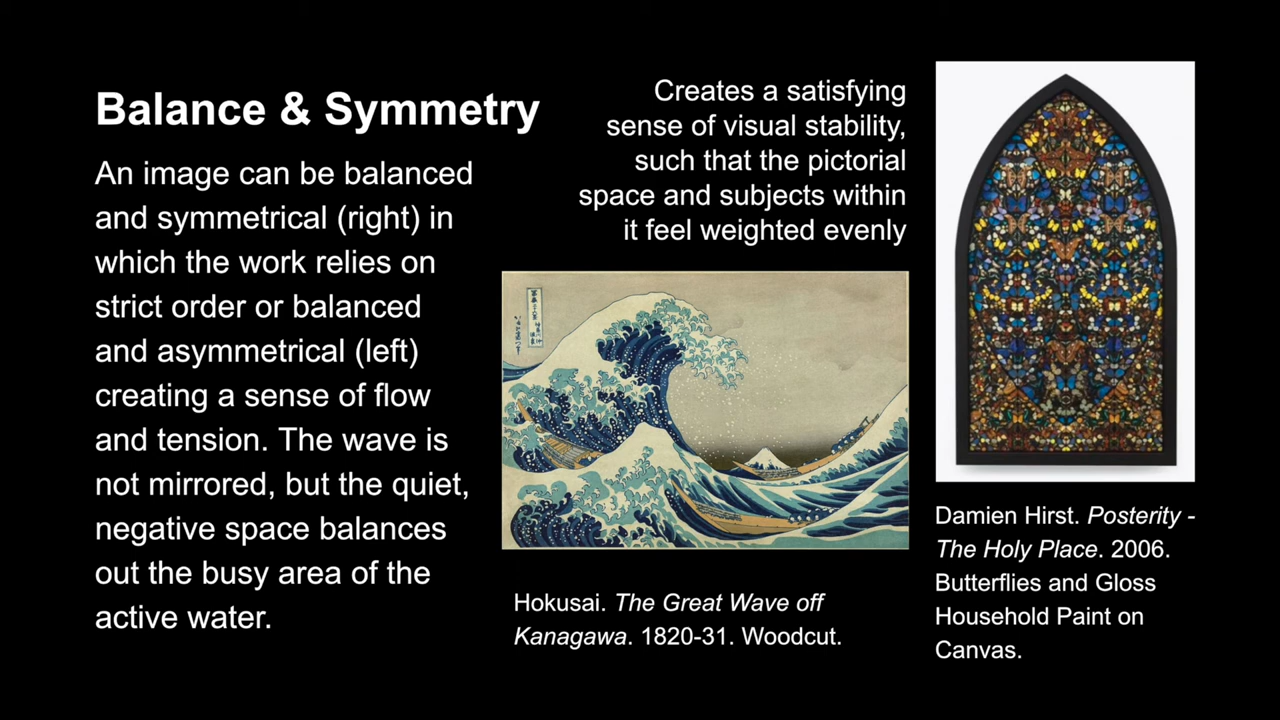 Balance & Symmetry
An image can be balanced
and symmetrical (right) in
which the work relies on
strict order or balanced
and asymmetrical (left)
creating a sense of flow
and tension. The wave is
not mirrored, but the quiet,
negative space balances
out the busy area of the
active water.
Creates a satisfying
sense of visual stability,
such that the pictorial
space and subjects within
it feel weighted evenly
Hokusai. The Great Wave off
Kanagawa. 1820-31. Woodcut.
Damien Hirst. Posterity -
The Holy Place. 2006.
Butterflies and Gloss
Household Paint on
Canvas.